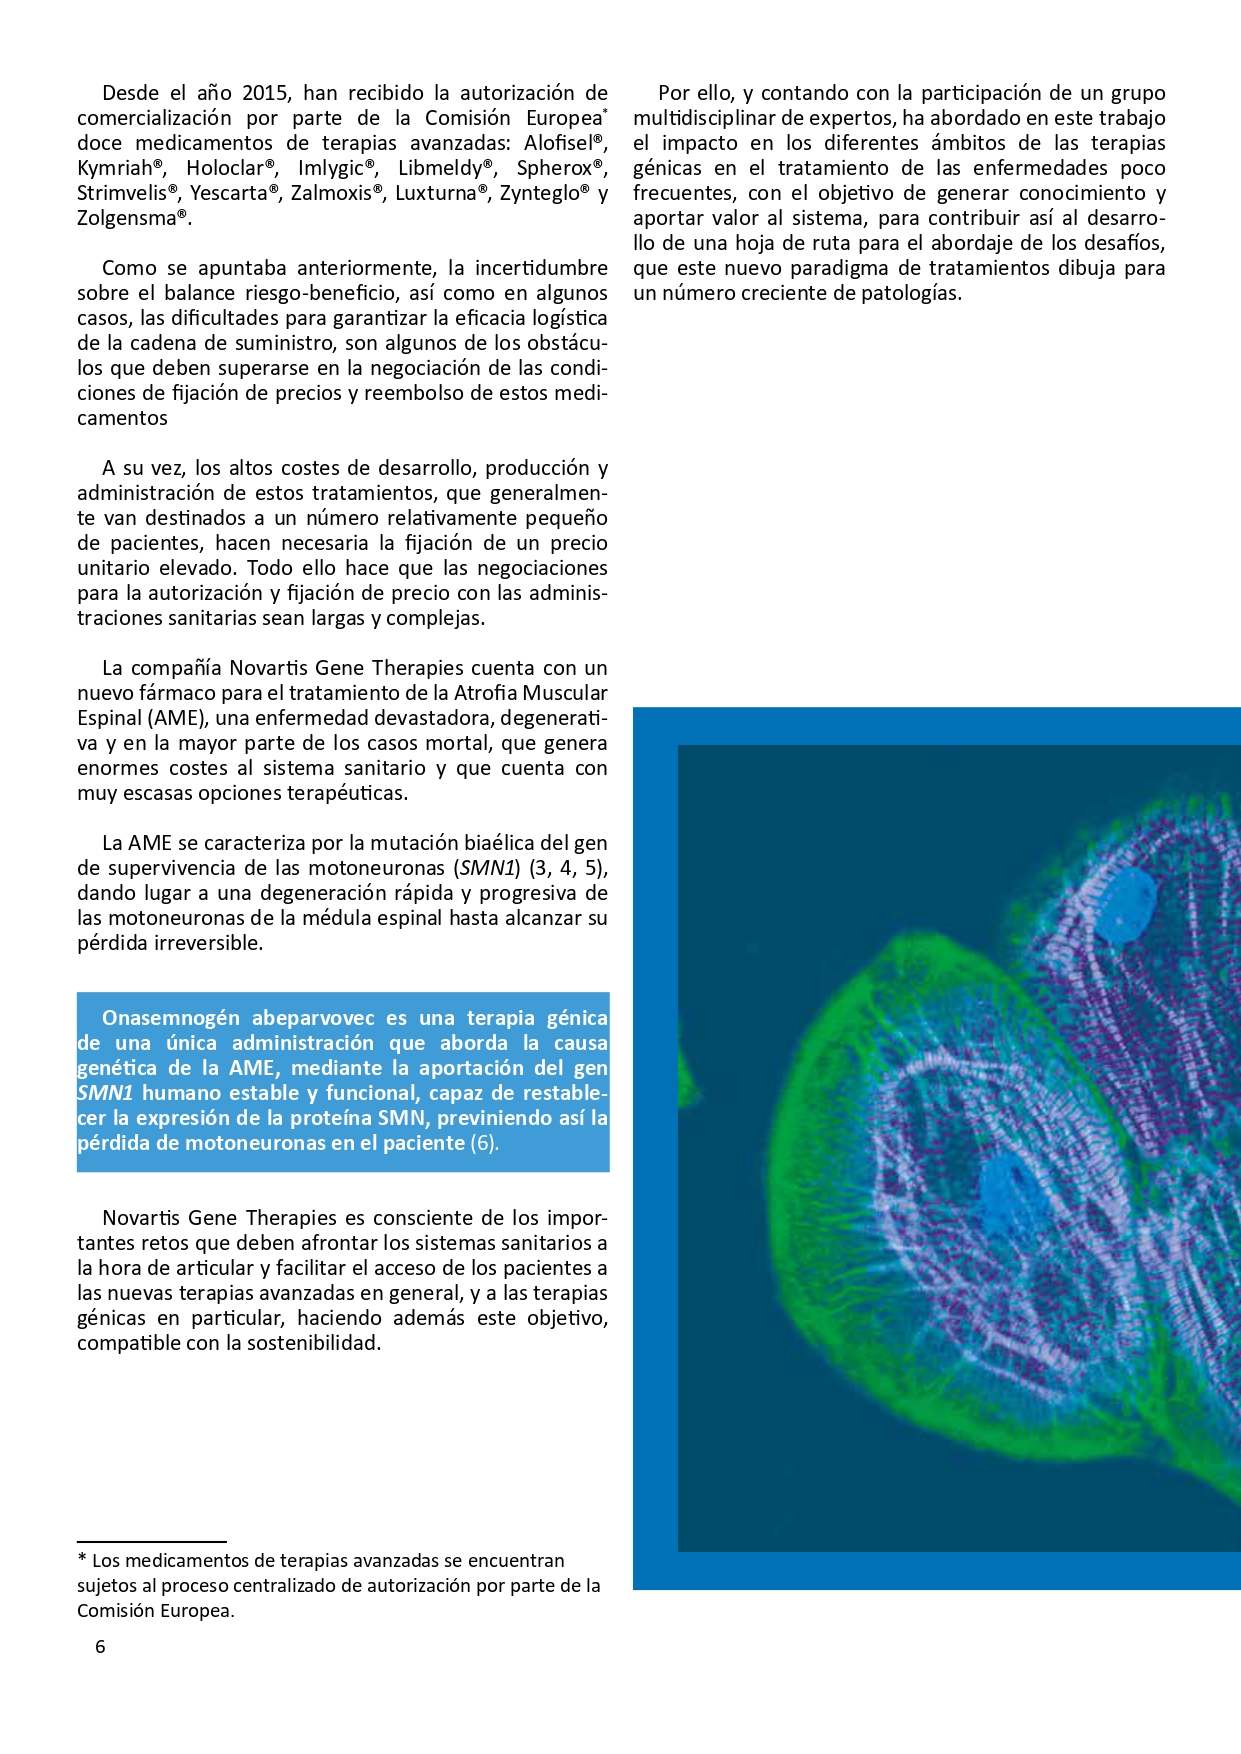 Desde el año 2015, han recibido la autorización de
comercialización por parte de la Comisión Europea*
doce medicamentos de terapias avanzadas: Alofisel®,
Kymriah®, Holoclar®, Imlygic®, Libmeldy®, Spherox®,
Strimvelis®, Yescarta®, Zalmoxis®, Luxturna®, Zynteglo® y
Zolgensma®.
Como se apuntaba anteriormente, la incertidumbre
sobre el balance riesgo-beneficio, así como en algunos
casos, las dificultades para garantizar la eficacia logística
de la cadena de suministro, son algunos de los obstácu-
los que deben superarse en la negociación de las condi-
ciones de fijación de precios y reembolso de estos medi-
camentos
A su vez, los altos costes de desarrollo, producción y
administración de estos tratamientos, que generalmen-
te van destinados a un número relativamente pequeño
de pacientes, hacen necesaria la fijación de un precio
unitario elevado. Todo ello hace que las negociaciones
para la autorización y fijación de precio con las adminis-
traciones sanitarias sean largas y complejas.
La compañía Novartis Gene Therapies cuenta con un
nuevo fármaco para el tratamiento de la Atrofia Muscular
Espinal (AME), una enfermedad devastadora, degenerati-
va y en la mayor parte de los casos mortal, que genera
enormes costes al sistema sanitario y que cuenta con
muy escasas opciones terapéuticas.
La AME se caracteriza por la mutación biaélica del gen
de supervivencia de las motoneuronas (SMN1) (3, 4, 5),
dando lugar a una degeneración rápida y progresiva de
las motoneuronas de la médula espinal hasta alcanzar su
pérdida irreversible.
Onasemnogén abeparvovec es una terapia génica
de una única administración que aborda la causa
genética de la AME, mediante la aportación del gen
SMN1 humano estable y funcional, capaz de restable-
cer la expresión de la proteína SMN, previniendo así la
pérdida de motoneuronas en el paciente (6).
Novartis Gene Therapies es consciente de los impor-
tantes retos que deben afrontar los sistemas sanitarios a
la hora de articular y facilitar el acceso de los pacientes a
las nuevas terapias avanzadas en general, y a las terapias
génicas en particular, haciendo además este objetivo,
compatible con la sostenibilidad.
* Los medicamentos de terapias avanzadas se encuentran
sujetos al proceso centralizado de autorización por parte de la
Comisión Europea.
6
Por ello, y contando con la participación de un grupo
multidisciplinar de expertos, ha abordado en este trabajo
el impacto en los diferentes ámbitos de las terapias
génicas en el tratamiento de las enfermedades poco
frecuentes, con el objetivo de generar conocimiento y
aportar valor al sistema, para contribuir así al desarro-
llo de una hoja de ruta para el abordaje de los desafíos,
que este nuevo paradigma de tratamientos dibuja para
un número creciente de patologías.